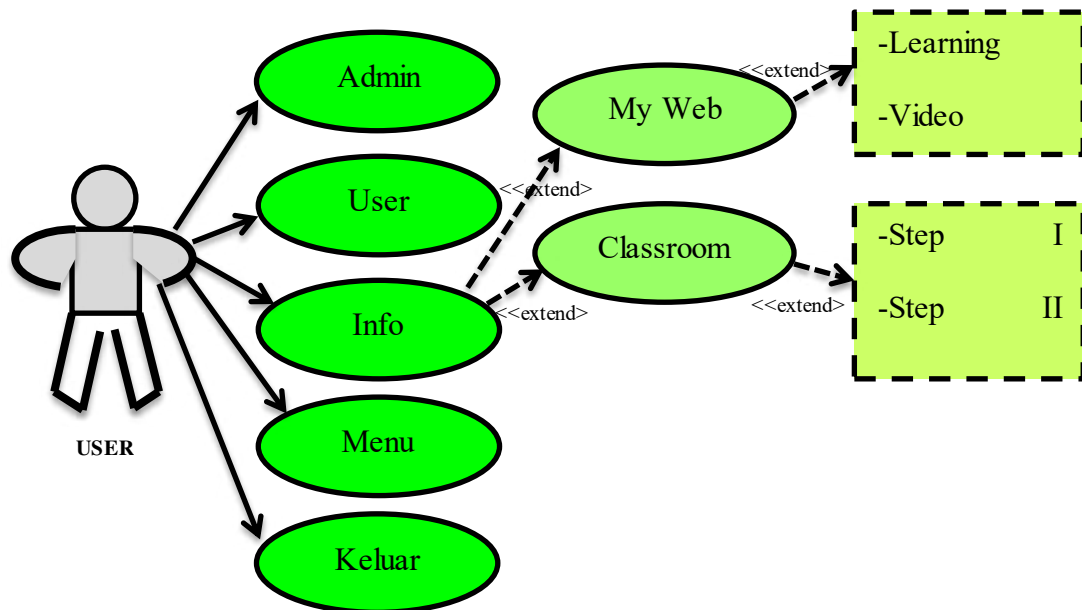 Admin
User
Info
Menu
Keluar
USER
<<extend>
<<extend>
My Web
Classroom
<<extend>
<<extend>
-Learning
-Video
-Step I
-Step II